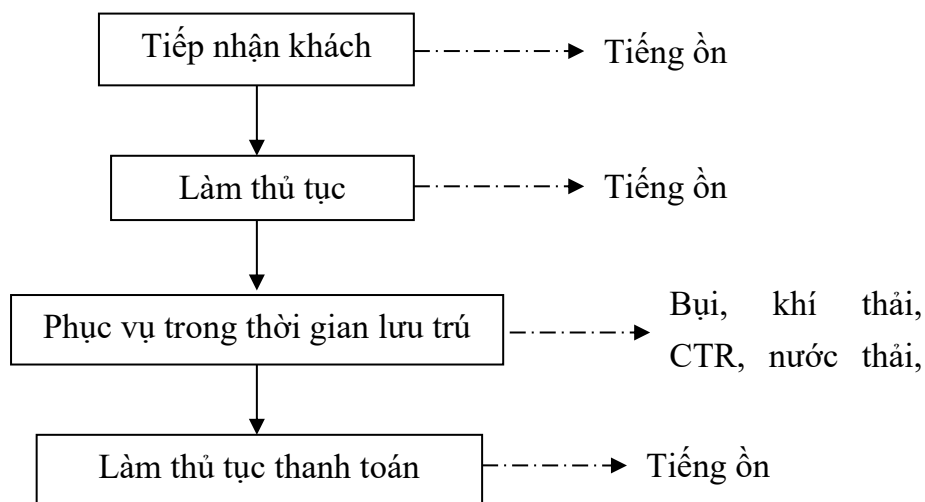 Tiếp nhận khách
Tiếng ồn
Làm thủ tục
Tiếng ồn
Phục vụ trong thời gian lưu trú
Bụi, khí thải,
CTR, nước thải,
Làm thủ tục thanh toán
Tiếng ồn